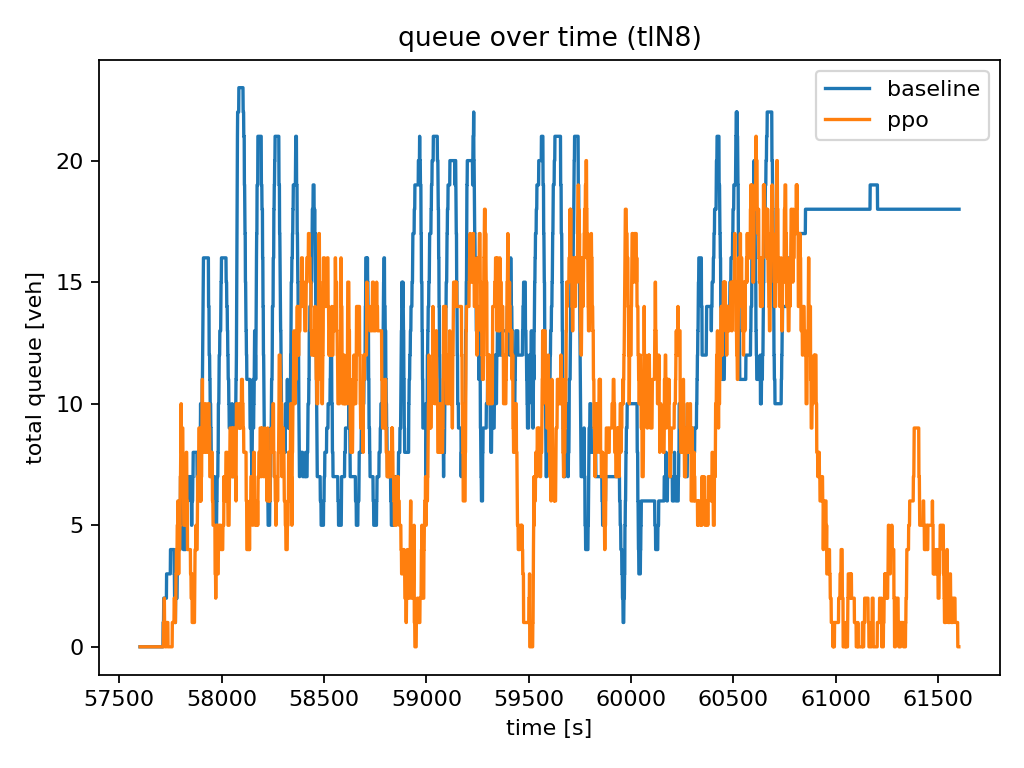 queue over time (tlN8)
baseline
ppo
total queue [veh]
20
15
10
5
0
57500 58000 58500 59000 59500 60000 60500 61000 61500
time [s]